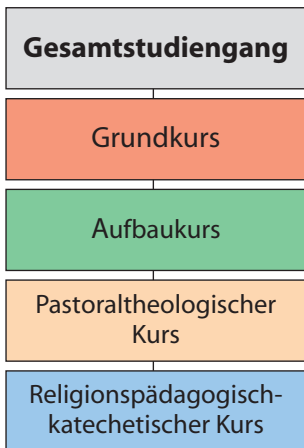 Gesamtstudiengang
Grundkurs
Aufbaukurs
Pastoraltheologischer
Kurs
Religionspädagogisch-
katechetischer Kurs